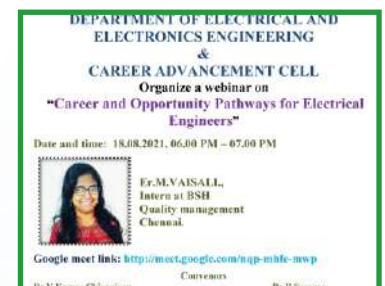 DEPARTMENT OF ELECTRICAL AND
ELECTRONICS ENGINEERING
&
CAREER ADVANCEMENT CELL
Organize a webinar on
“Career and Opportunity Pathways for Electrical
Engineers”
Date and time: 18.08.2021, 06.00 PM – 07.00 PM
Er.M.VAISALI.,
Intern at BSH
Quality management
Chennai.
Google meet link: http://meet.google.com/nqp-mhfe-mwp
Convenors